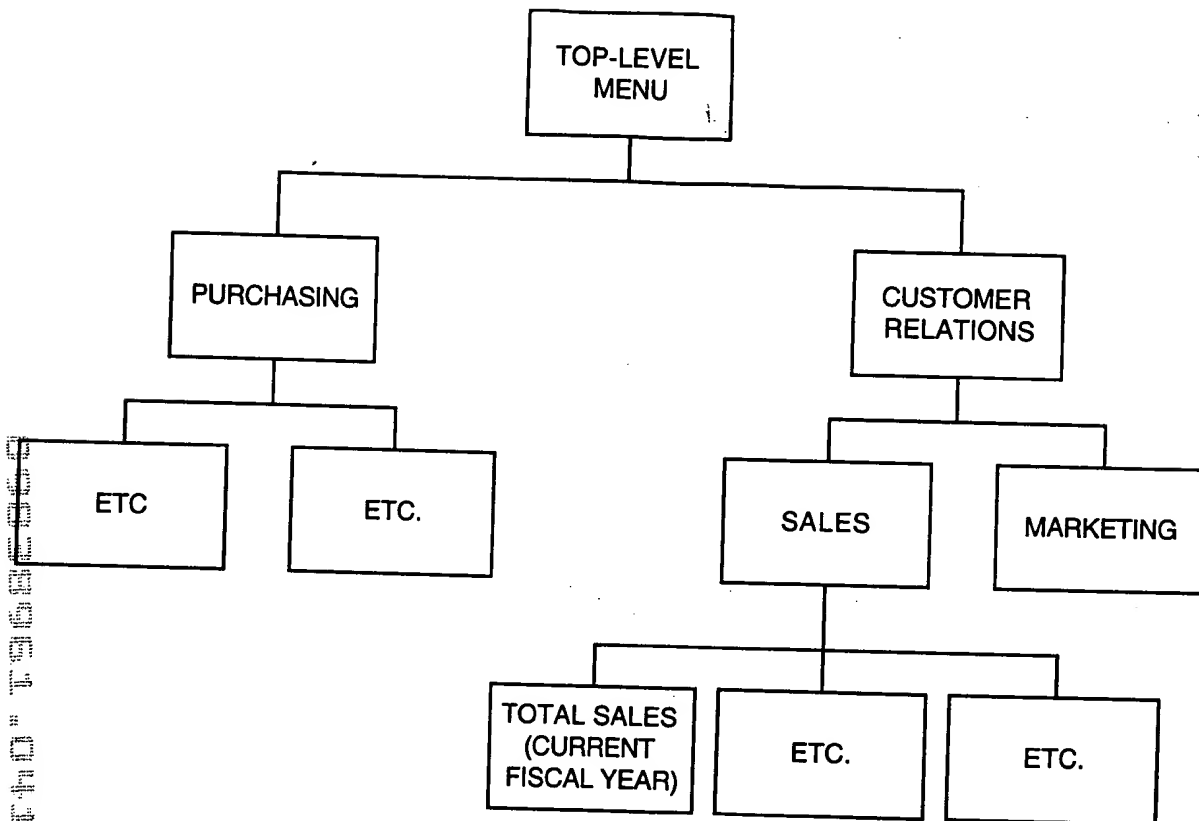 TOP-LEVEL
MENU
PURCHASING
CUSTOMER
RELATIONS
ETC
ETC.
SALES
MARKETING
TOTAL SALES
(CURRENT
FISCAL YEAR)
ETC.
ETC.